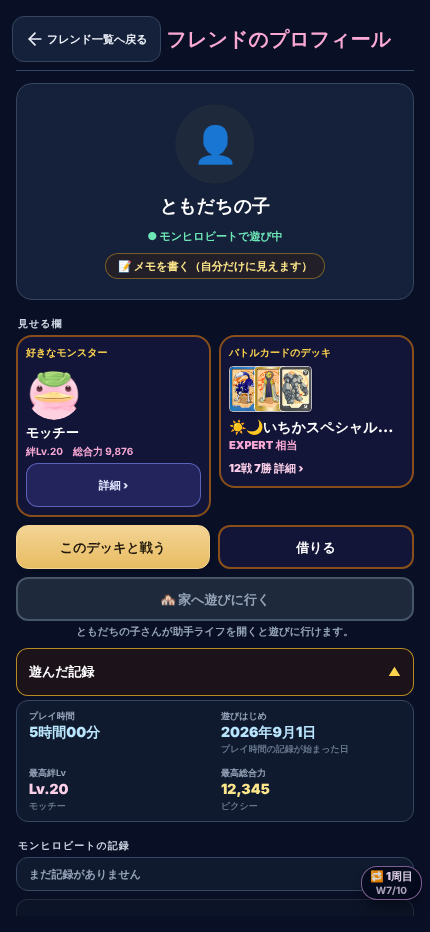 ← フレンド一覧へ戻る
フレンドのプロフィール
ともだちの子
● モンヒロビートで遊び中
📝 メモを書く（自分だけに見えます）
見せる欄
好きなモンスター
モッチー
絆Lv.20 総合力 9,876
詳細 ›
バトルカードのデッキ
☀️🌙いちかスペシャル…
EXPERT 相当
12戦 7勝 詳細 ›
このデッキと戦う
借りる
🏘️ 家へ遊びに行く
ともだちの子さんが助手ライフを開くと遊びに行けます。
遊んだ記録 ▲
プレイ時間
5時間00分
遊びはじめ
2026年9月1日
プレイ時間の記録が始まった日
最高絆Lv
Lv.20
モッチー
最高総合力
12,345
ピクシー
モンヒロビートの記録
まだ記録がありません
🔁 1周目
W7/10